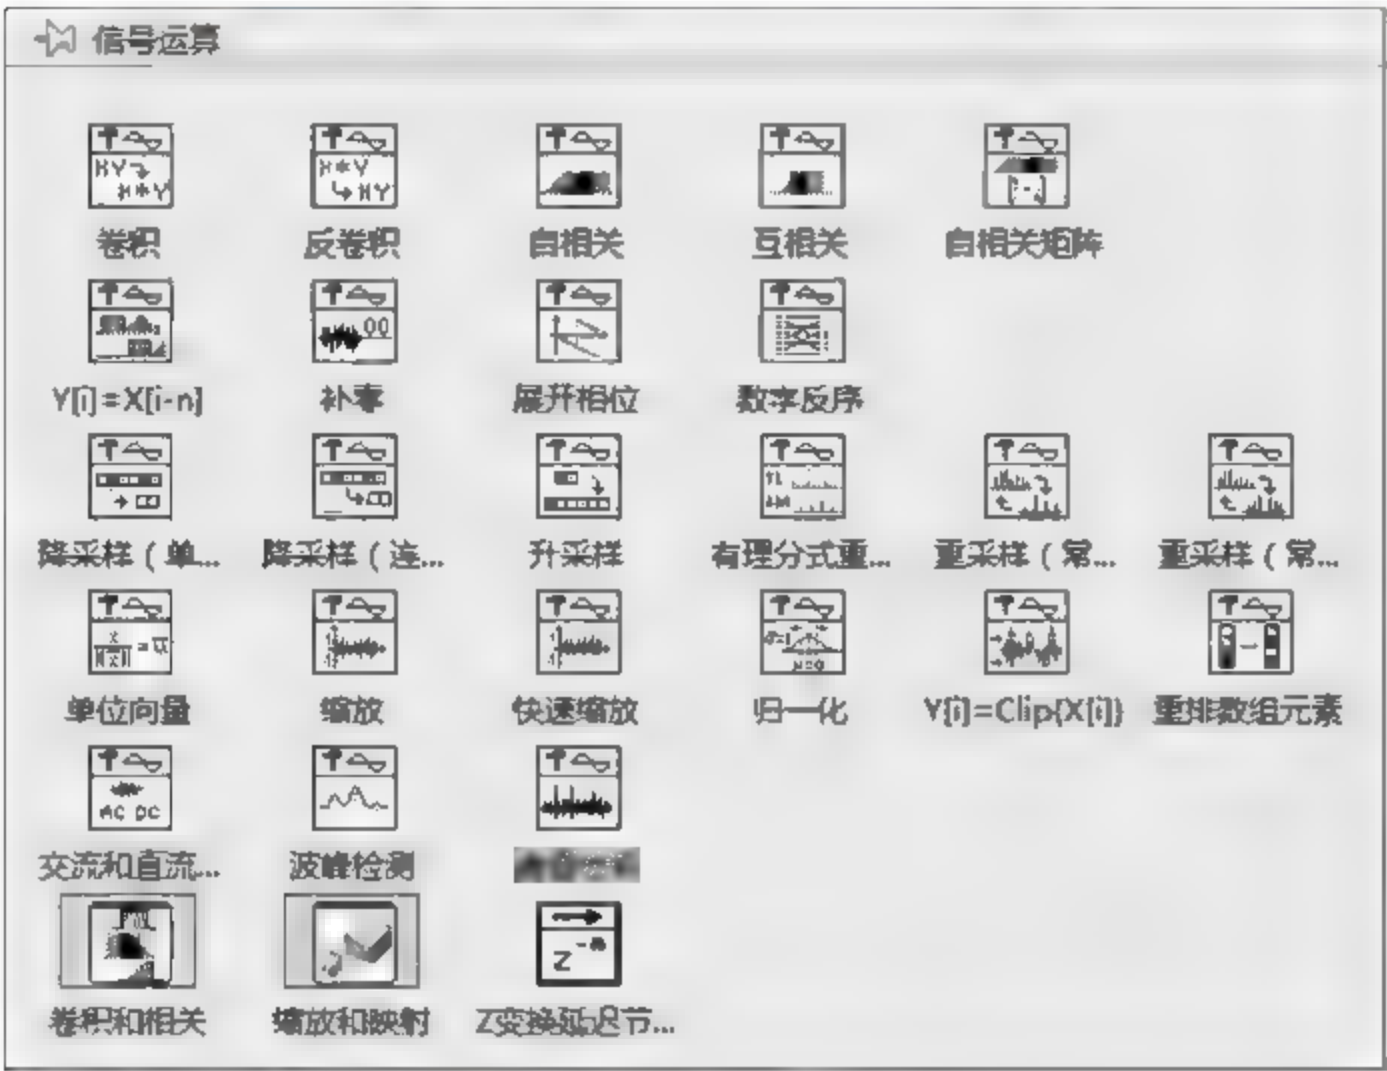 信号运算
卷积 反卷积 自相关 互相关 自相关矩阵
Y[i]=X[i-n] 补零 展开相位 数字反序
降采样（单... 降采样（连... 升采样 有理分式重... 重采样（常... 重采样（常...
单位向量 缩放 快速缩放 归一化 Y[i]=Clip{X[i]} 重排数组元素
AC DC
交流和直流... 波峰检测
卷积和相关 缩放和映射 Z变换延迟节...